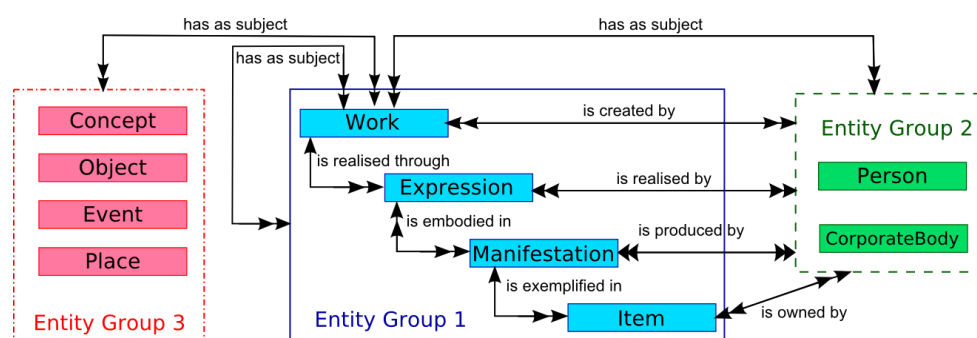 has as subject
has as subject
has as subject
Concept
Object
Event
Place
Entity Group 3
Work
is created by
is realised through
Expression
is realised by
is embodied in
Manifestation
is produced by
is exemplified in
Item
is owned by
Entity Group 1
Entity Group 2
Person
CorporateBody